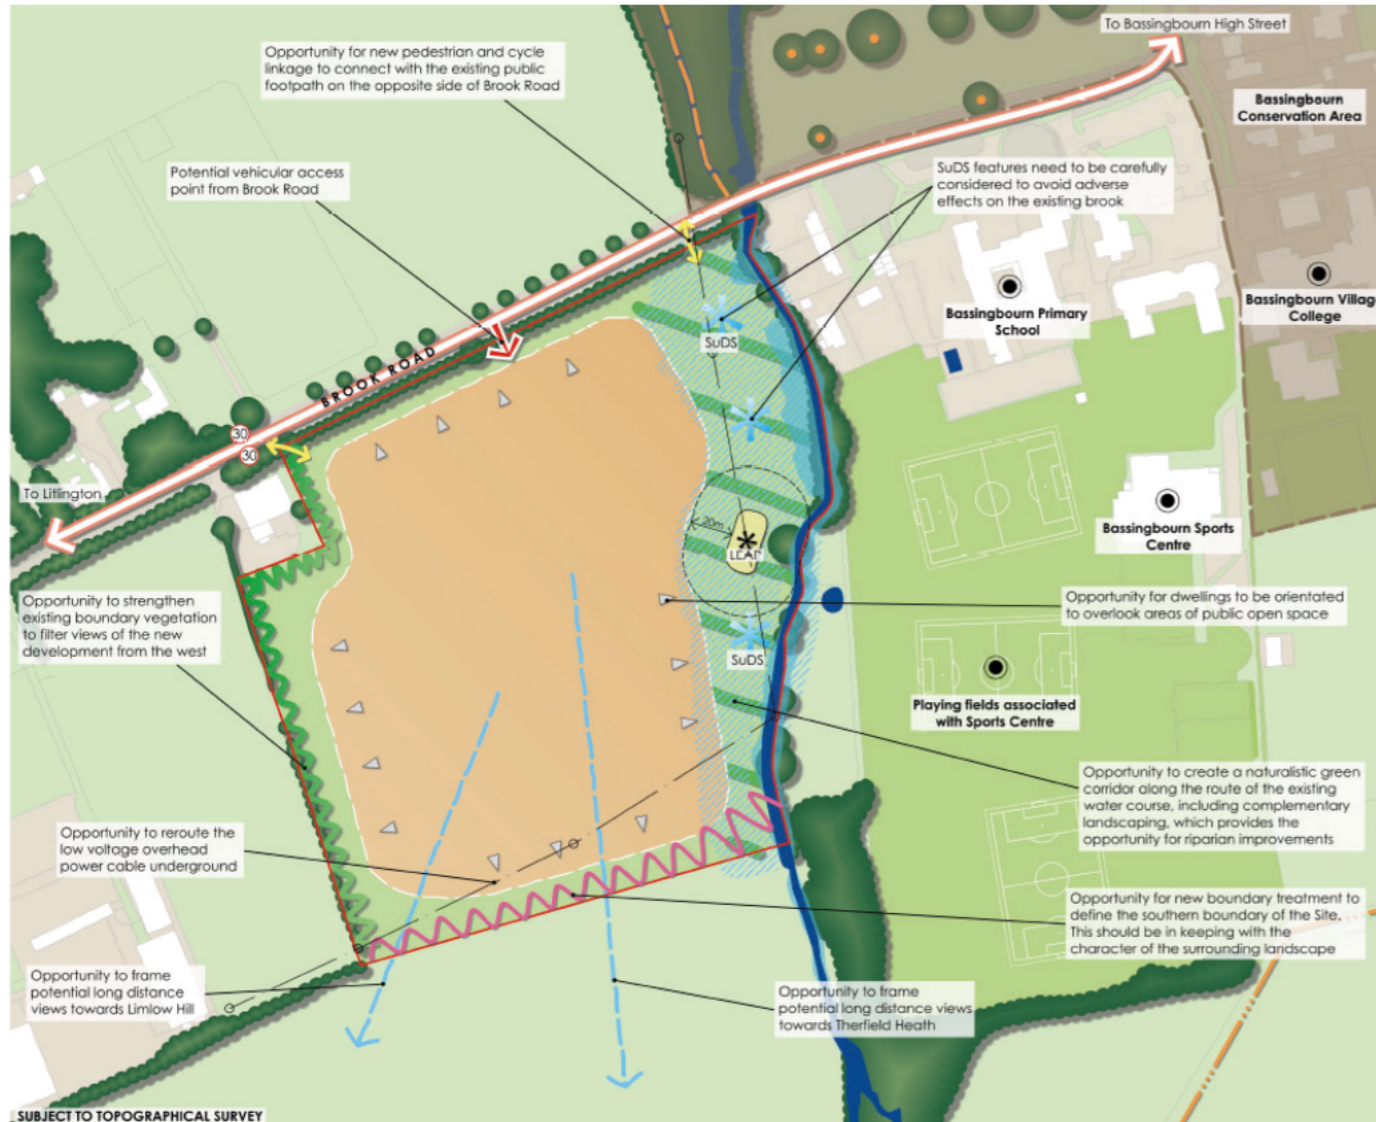 To Bassingbourn High Street
Opportunity for new pedestrian and cycle
linkage to connect with the existing public
footpath on the opposite side of Brook Road
Bassingbourn
Conservation Area
Potential vehicular access
point from Brook Road
SuDS features need to be carefully
considered to avoid adverse
effects on the existing brook
Bassingbourn Village
College
Bassingbourn Primary
School
SuDS
BROOK ROAD
30
30
To Litlington
20m
LEAP
Bassingbourn Sports
Centre
Opportunity to strengthen
existing boundary vegetation
to filter views of the new
development from the west
Opportunity for dwellings to be orientated
to overlook areas of public open space
SuDS
Playing fields associated
with Sports Centre
Opportunity to create a naturalistic green
corridor along the route of the existing
water course, including complementary
landscaping, which provides the
opportunity for riparian improvements
Opportunity to reroute the
low voltage overhead
power cable underground
Opportunity for new boundary treatment to
define the southern boundary of the Site.
This should be in keeping with the
character of the surrounding landscape
Opportunity to frame
potential long distance
views towards Limlow Hill
Opportunity to frame
potential long distance views
towards Therfield Heath
SUBJECT TO TOPOGRAPHICAL SURVEY